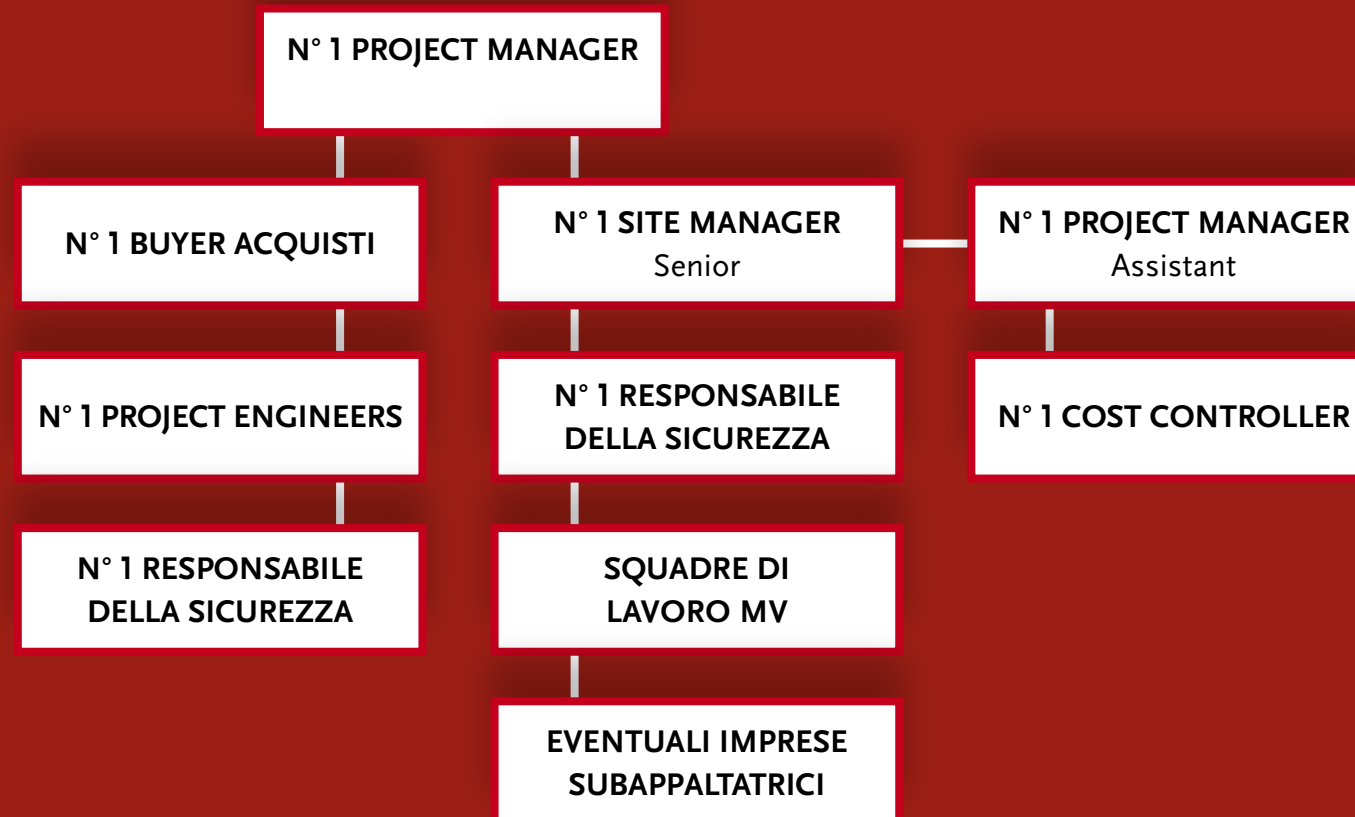 N° 1 PROJECT MANAGER
N° 1 BUYER ACQUISTI
N° 1 SITE MANAGER
Senior
N° 1 PROJECT MANAGER
Assistant
N° 1 PROJECT ENGINEERS
N° 1 RESPONSABILE
DELLA SICUREZZA
N° 1 COST CONTROLLER
N° 1 RESPONSABILE
DELLA SICUREZZA
SQUADRE DI
LAVORO MV
EVENTUALI IMPRESE
SUBAPPALTATRICI